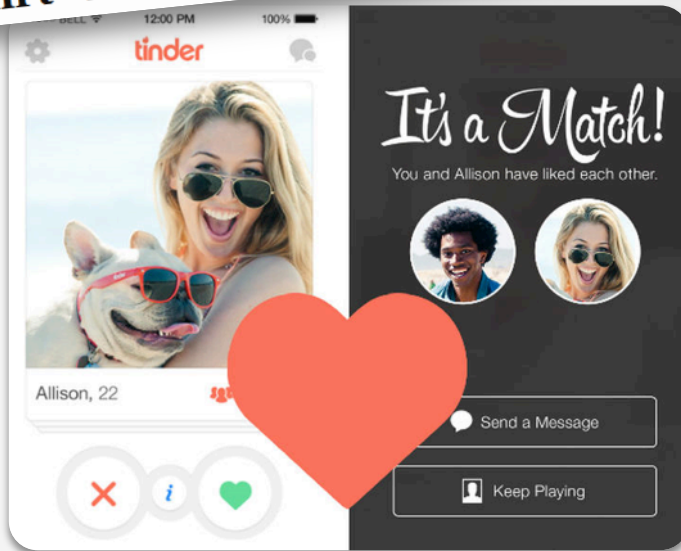 12:00 PM
100%
tinder
Allison, 22
i
It's a Match!
You and Allison have liked each other.
Send a Message
Keep Playing